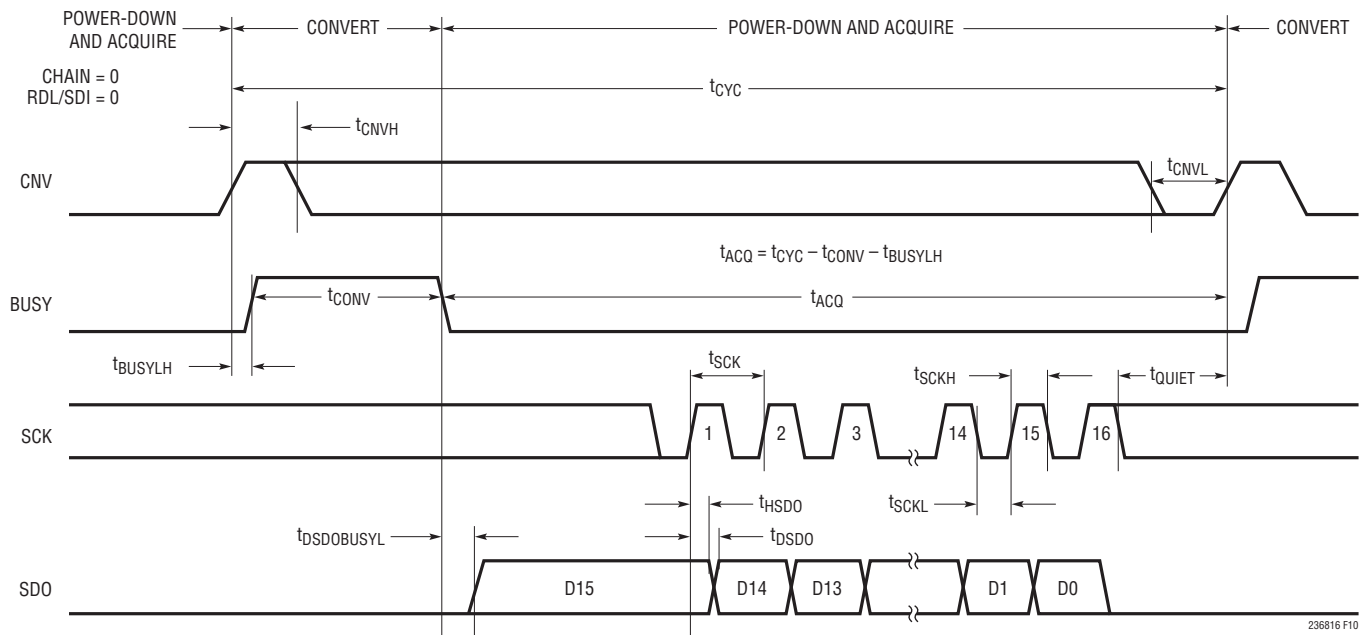 POWER-DOWN
AND ACQUIRE
CONVERT
POWER-DOWN AND ACQUIRE
CONVERT
CHAIN = 0
RDL/SDI = 0
tCYC
tCNVH
CNV
tCNVL
tACQ = tCYC – tCONV – tBUSYLH
BUSY
tCONV
tACQ
tBUSYLH
tSCK
tSCKH
tQUIET
SCK
1
2
3
14
15
16
tHSDO
tSCKL
tDSDOBUSYL
tDSDO
SDO
D15
D14
D13
D1
D0
236816 F10